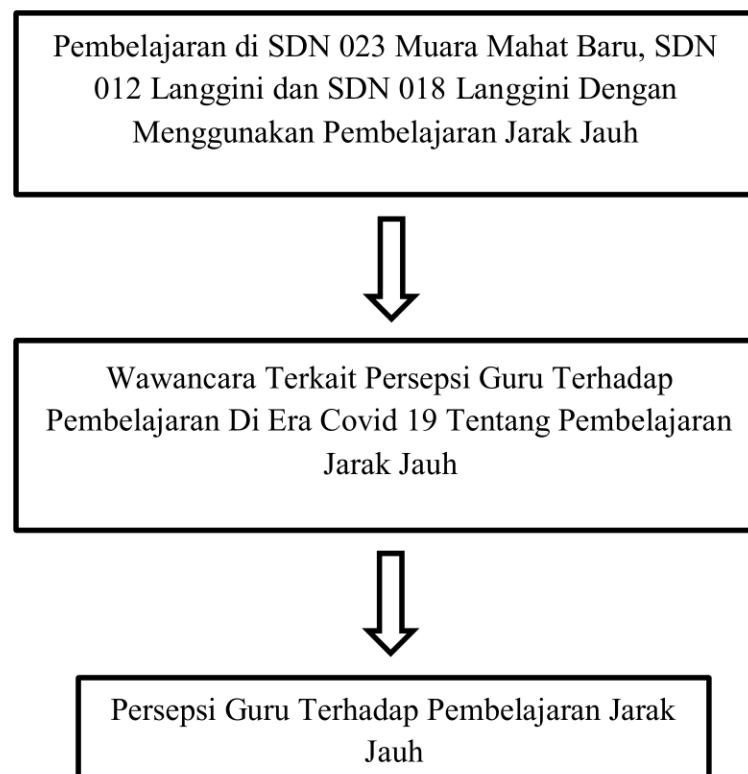 Pembelajaran di SDN 023 Muara Mahat Baru, SDN
012 Langgini dan SDN 018 Langgini Dengan
Menggunakan Pembelajaran Jarak Jauh
Wawancara Terkait Persepsi Guru Terhadap
Pembelajaran Di Era Covid 19 Tentang Pembelajaran
Jarak Jauh
Persepsi Guru Terhadap Pembelajaran Jarak
Jauh